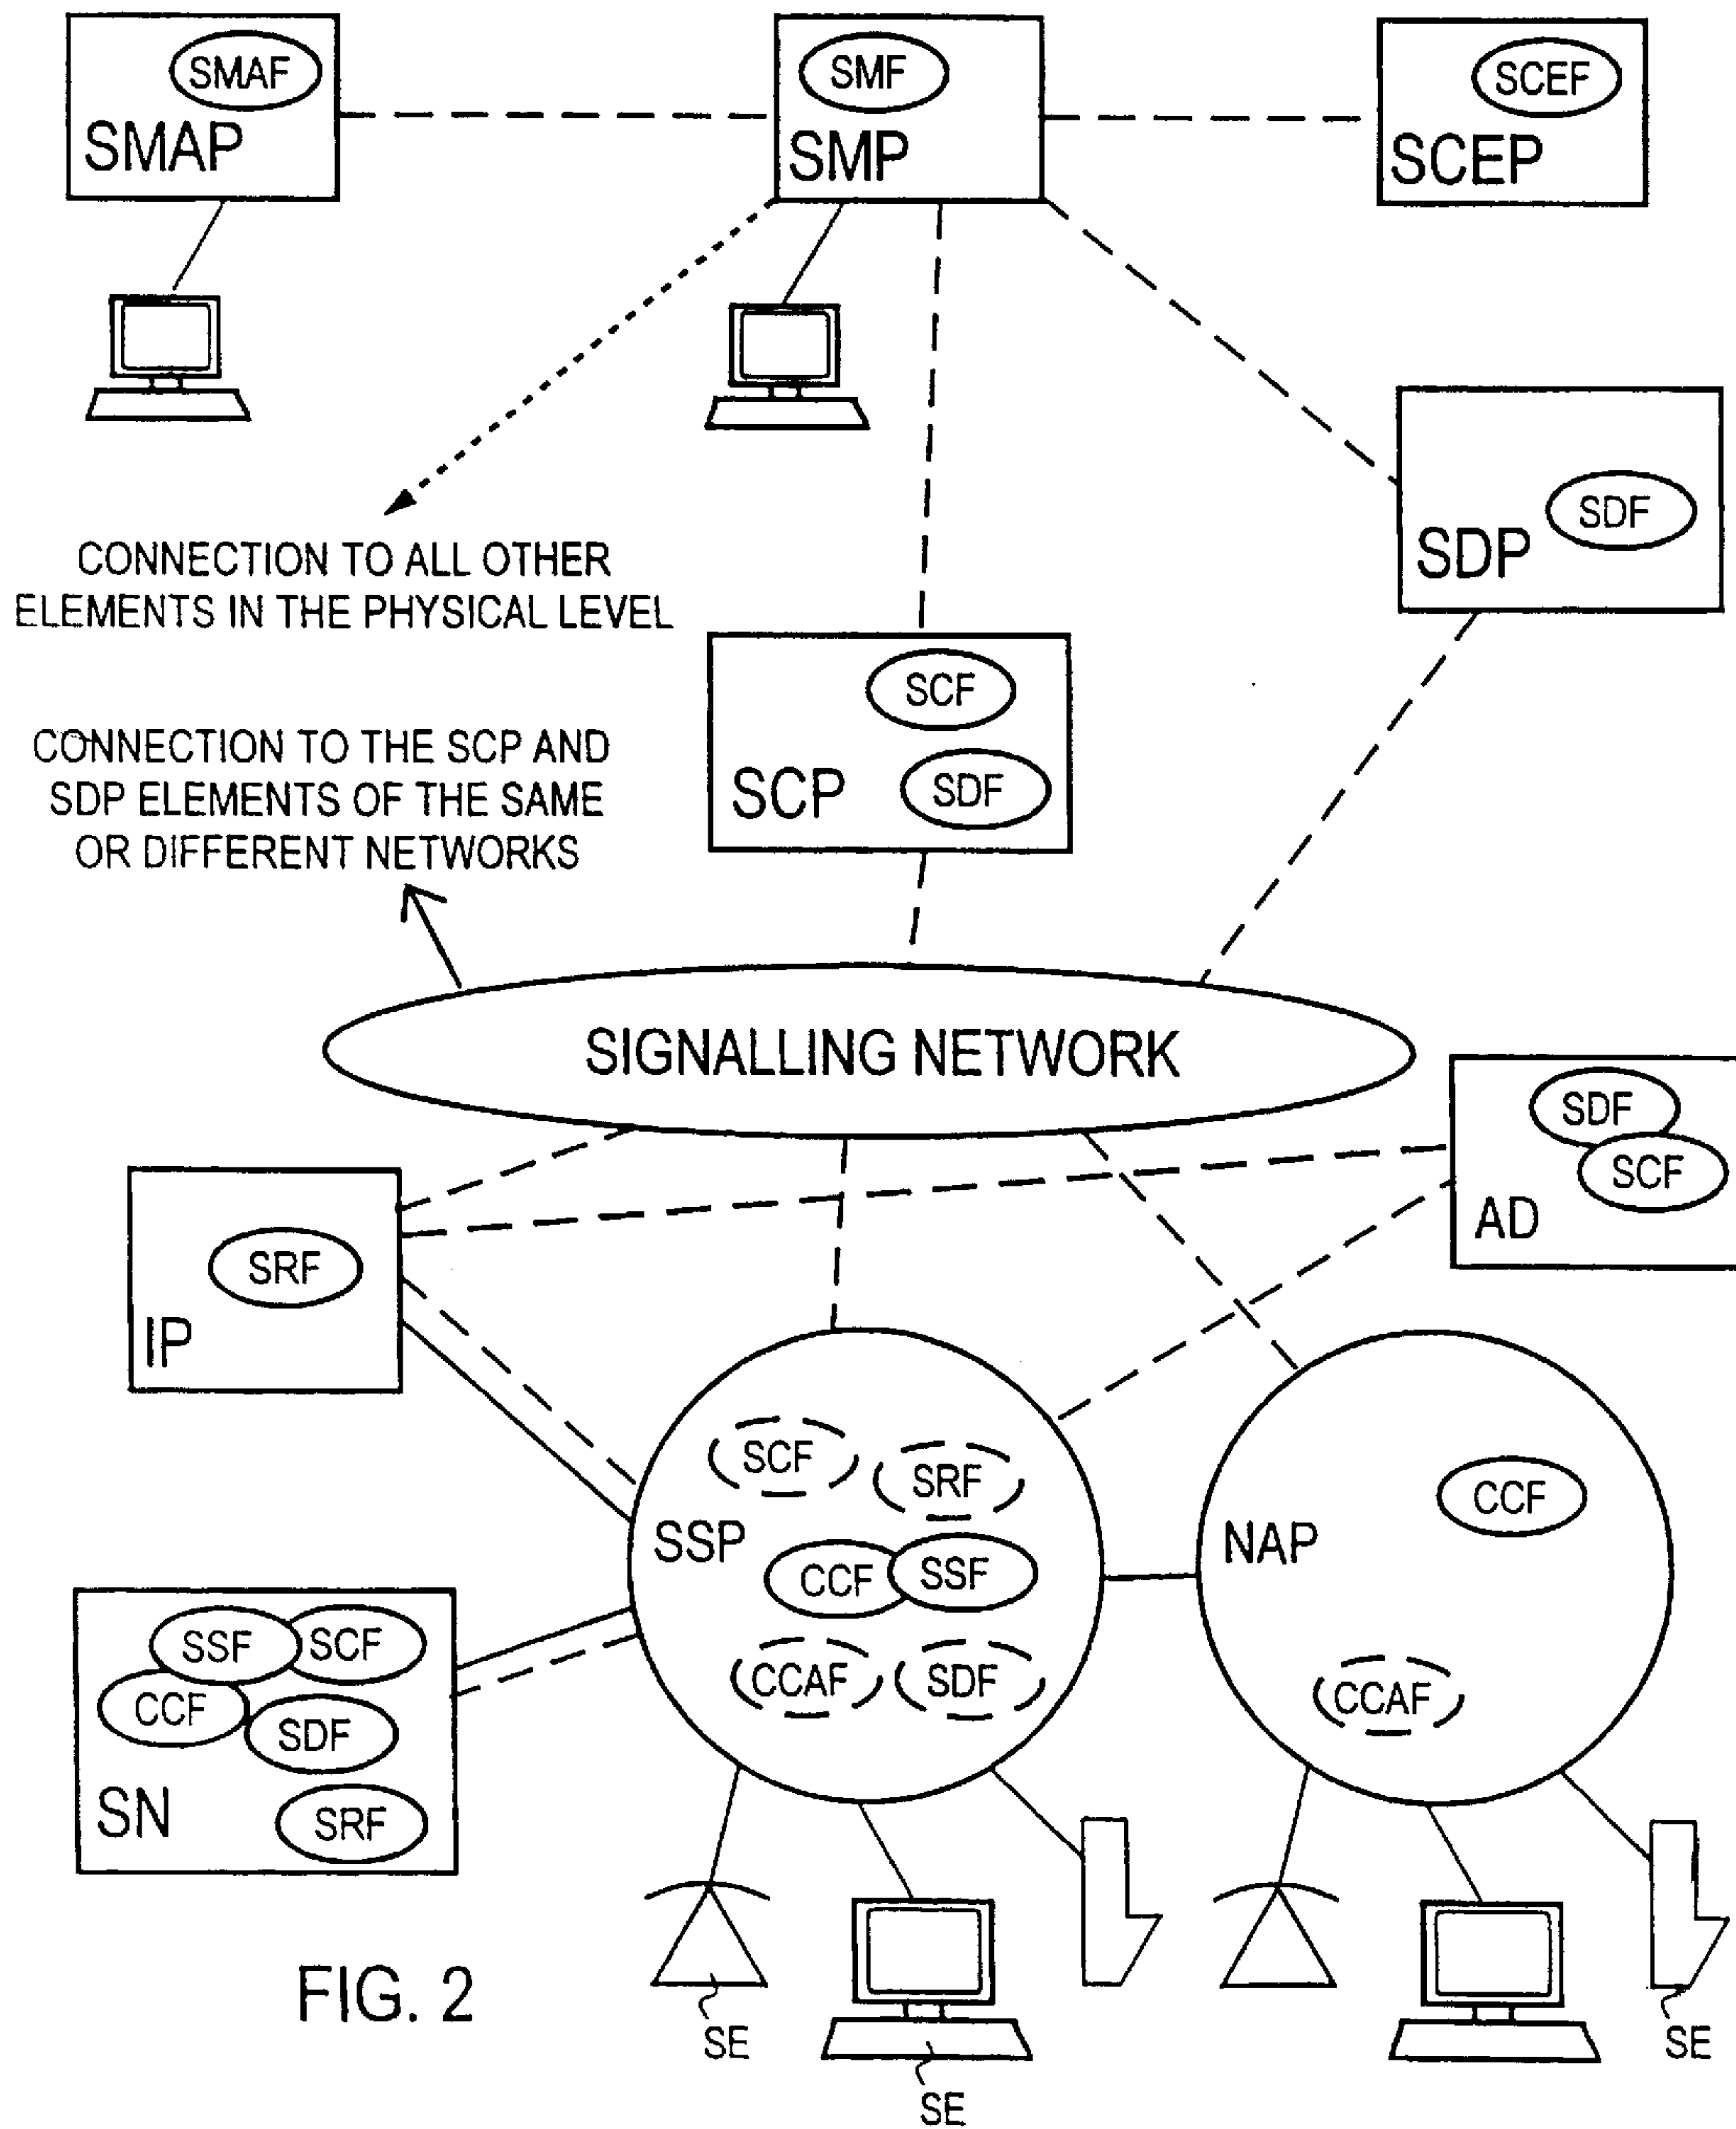 SMAF
SMAP
SMF
SMP
SCEF
SCEP
CONNECTION TO ALL OTHER
ELEMENTS IN THE PHYSICAL LEVEL
SDF
SDP
SCF
SCP
SDF
CONNECTION TO THE SCP AND
SDP ELEMENTS OF THE SAME
OR DIFFERENT NETWORKS
SIGNALLING NETWORK
SDF
SCF
AD
SRF
IP
SCF
SRF
SSP
CCF
SSF
CCAF
SDF
CCF
NAP
CCAF
SSF
SCF
CCF
SDF
SN
SRF
FIG. 2
SE
SE
SE